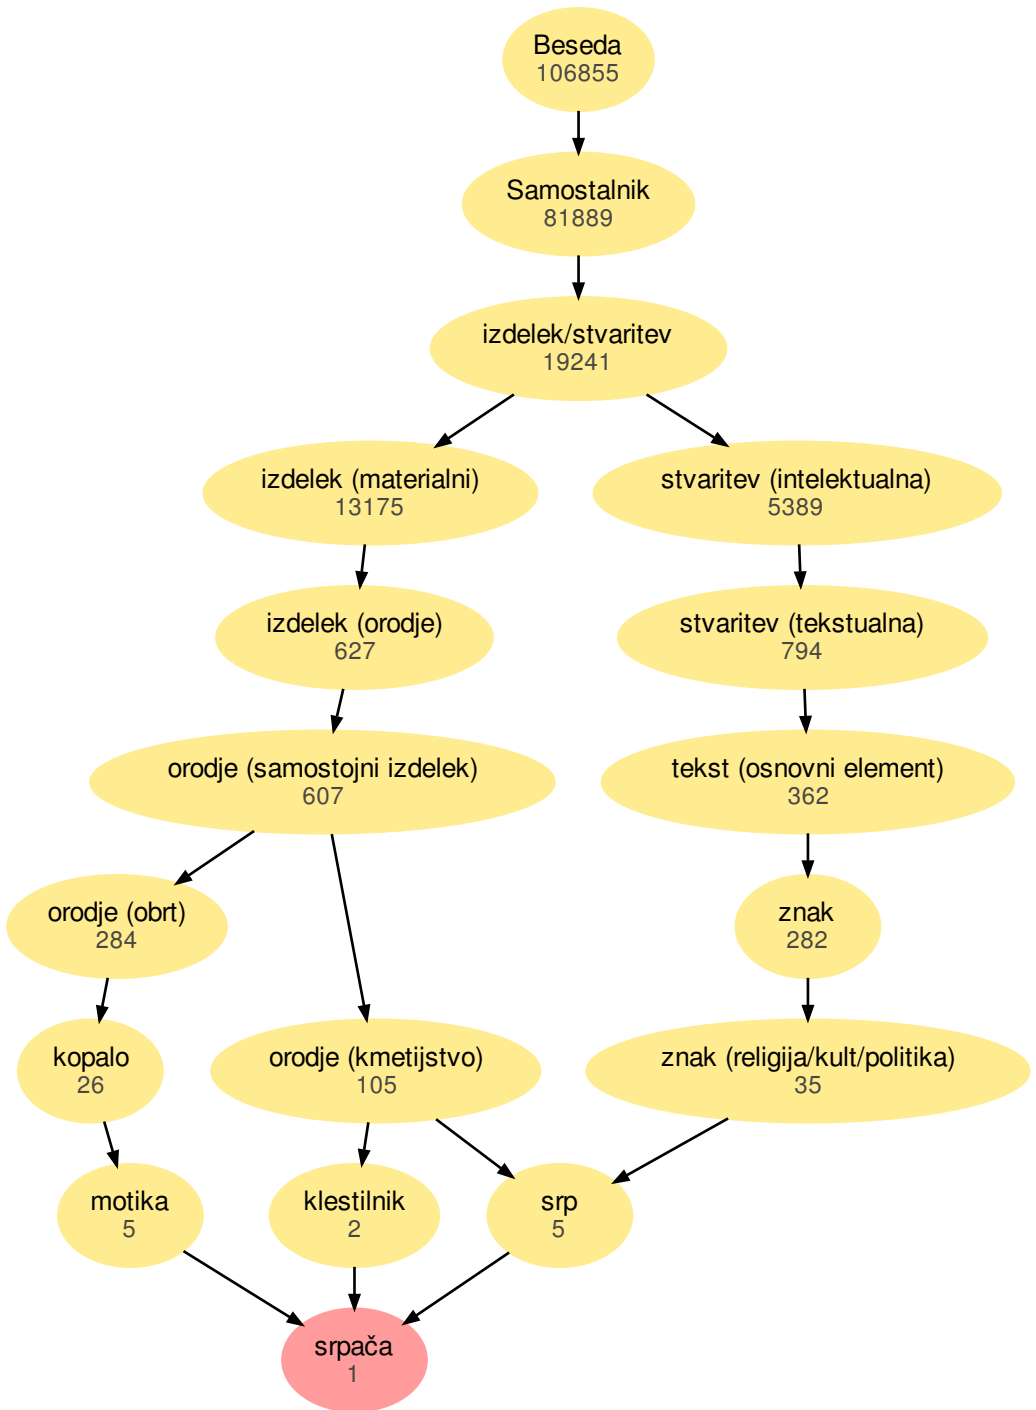 Beseda
106855
Samostalnik
81889
izdelek/stvaritev
19241
izdelek (materialni)
13175
stvaritev (intelektualna)
5389
izdelek (orodje)
627
stvaritev (tekstualna)
794
orodje (samostojni izdelek)
607
tekst (osnovni element)
362
orodje (obrt)
284
znak
282
kopalo
26
orodje (kmetijstvo)
105
znak (religija/kult/politika)
35
motika
5
klestilnik
2
srp
5
srpača
1